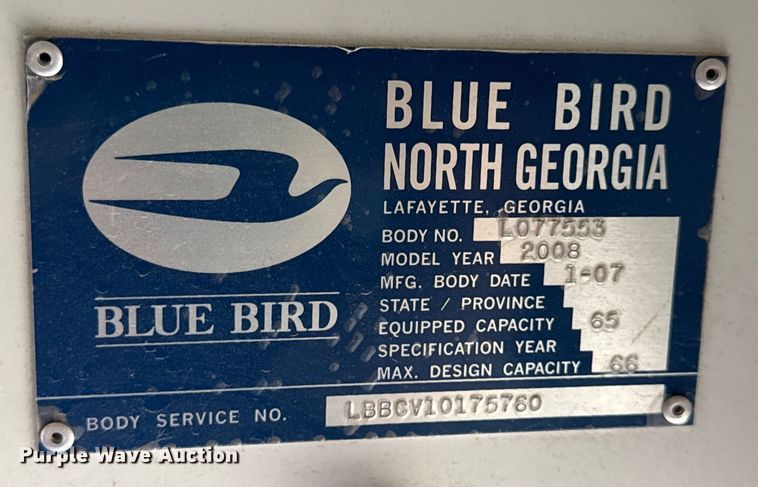 BLUE BIRD
BLUE BIRD
NORTH GEORGIA
LAFAYETTE, GEORGIA
BODY NO. L077553
MODEL YEAR 2008
MFG. BODY DATE 1-07
STATE / PROVINCE
EQUIPPED CAPACITY 65
SPECIFICATION YEAR
MAX. DESIGN CAPACITY 66
BODY SERVICE NO. LBBCV10175760
Purple Wave Auction